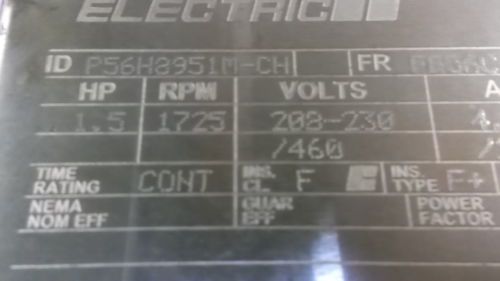 ELECTRIC
ID P56H8951M-CH FR
HP RPM VOLTS A
1.5 1725 208-230
/460
TIME RATING CONT INS. CL. F INS. TYPE F+
NEMA NOM EFF GUAR EFF POWER FACTOR